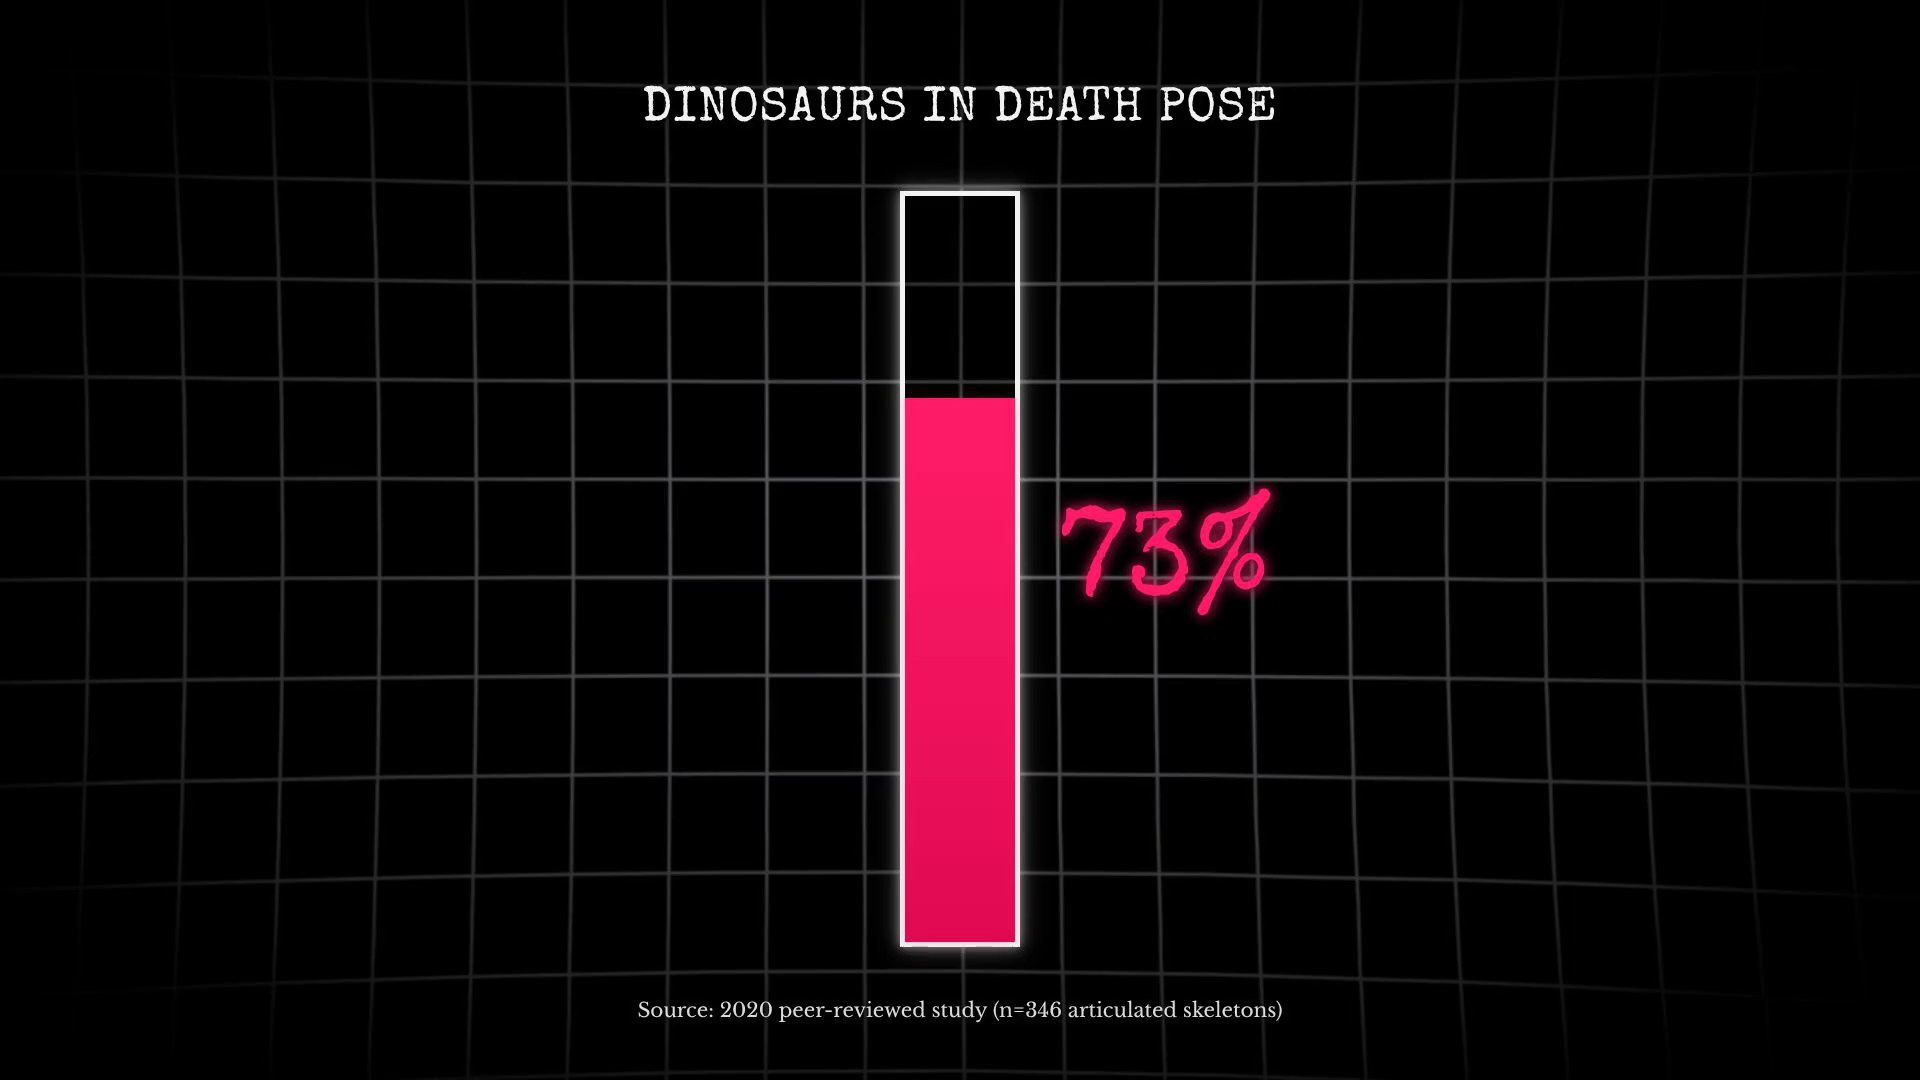 DINOSAURS IN DEATH POSE
73%
Source: 2020 peer-reviewed study (n=346 articulated skeletons)